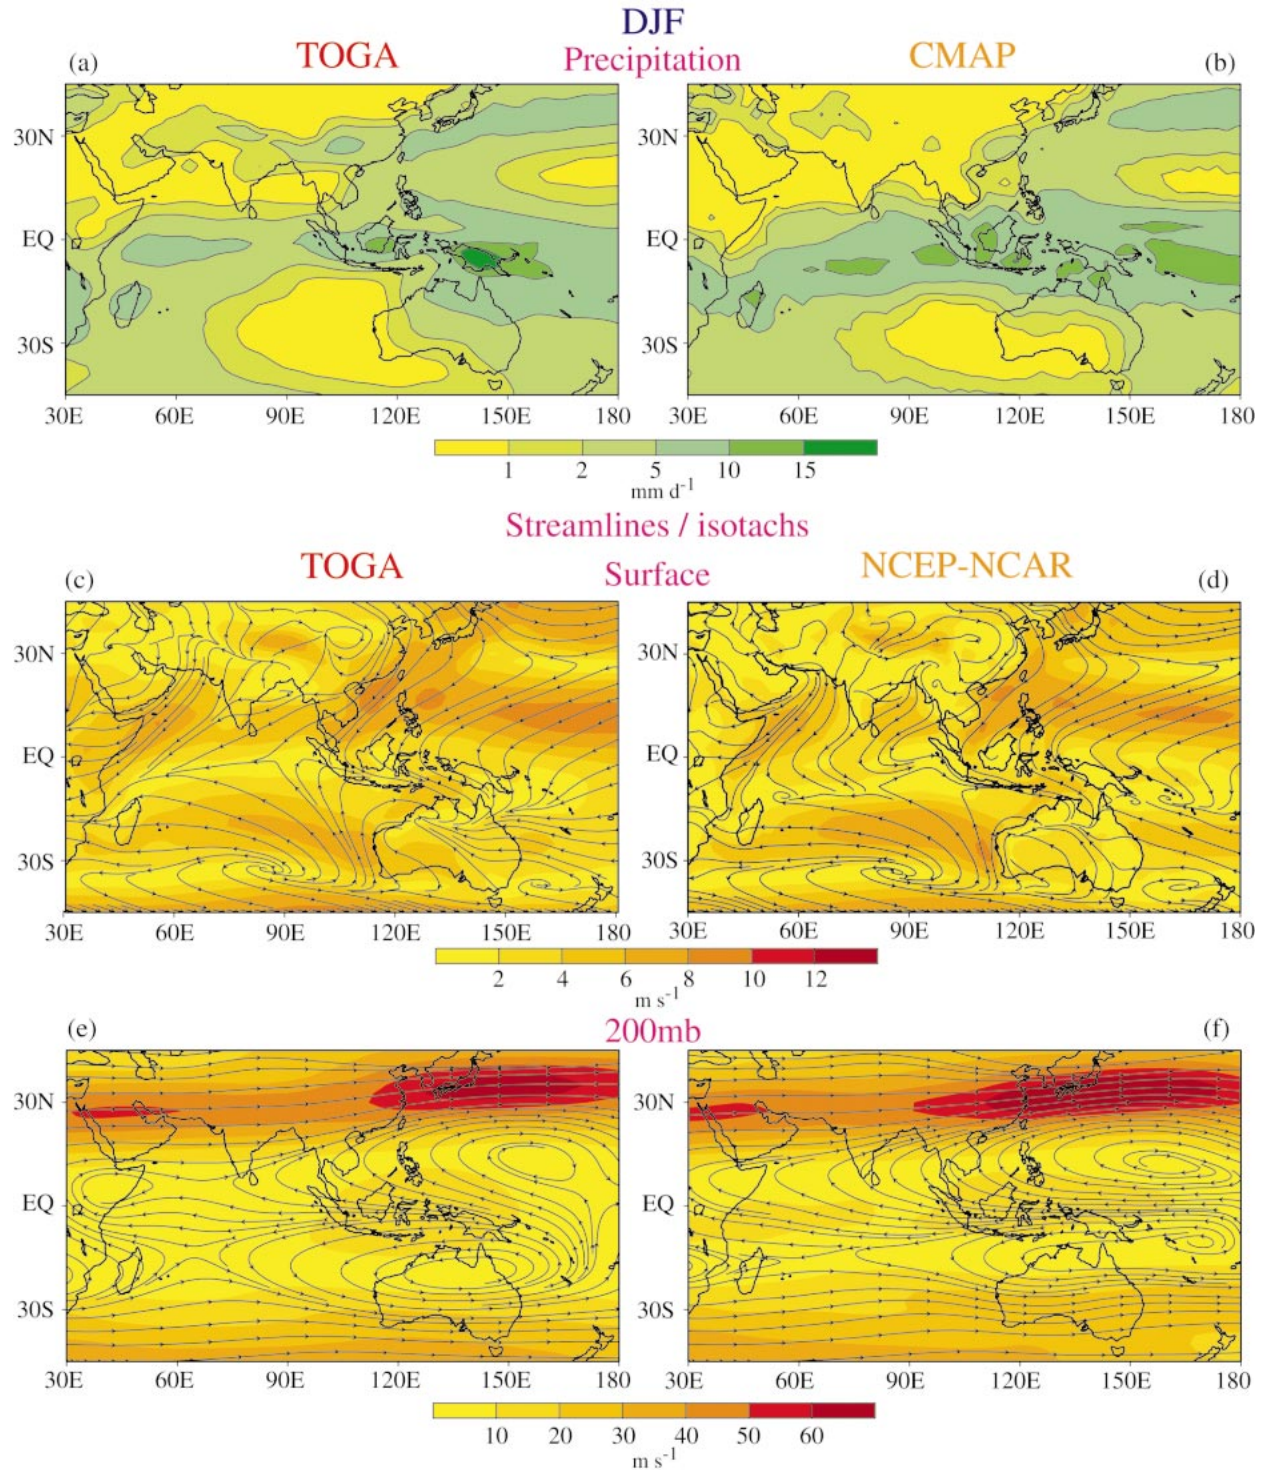 DJF
(a) TOGA Precipitation CMAP (b)
30N 30N
EQ EQ
30S 30S
30E 60E 90E 120E 150E 180 30E 60E 90E 120E 150E 180
1 2 5 10 15
mm d-1
Streamlines / isotachs
(c) TOGA Surface NCEP-NCAR (d)
30N 30N
EQ EQ
30S 30S
30E 60E 90E 120E 150E 180 30E 60E 90E 120E 150E 180
2 4 6 8 10 12
m s-1
(e) 200mb (f)
30N 30N
EQ EQ
30S 30S
30E 60E 90E 120E 150E 180 30E 60E 90E 120E 150E 180
10 20 30 40 50 60
m s-1